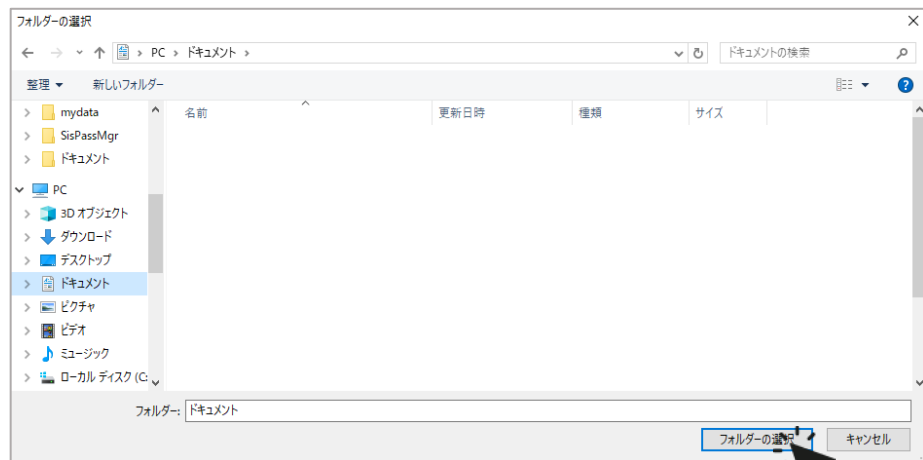 フォルダーの選択
PC › ドキュメント ›
ドキュメントの検索
整理 新しいフォルダー
名前 更新日時 種類 サイズ
mydata
SisPassMgr
ドキュメント
PC
3D オブジェクト
ダウンロード
デスクトップ
ドキュメント
ピクチャ
ビデオ
ミュージック
ローカル ディスク (C:
フォルダー: ドキュメント
フォルダーの選択 キャンセル